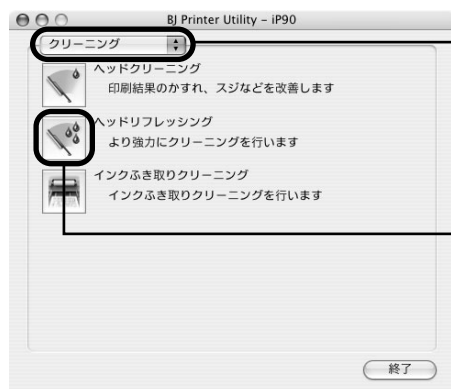 BJ Printer Utility – iP90
クリーニング
ヘッドクリーニング
印刷結果のかすれ、スジなどを改善します
ヘッドリフレッシング
より強力にクリーニングを行います
インクふき取りクリーニング
インクふき取りクリーニングを行います
終了